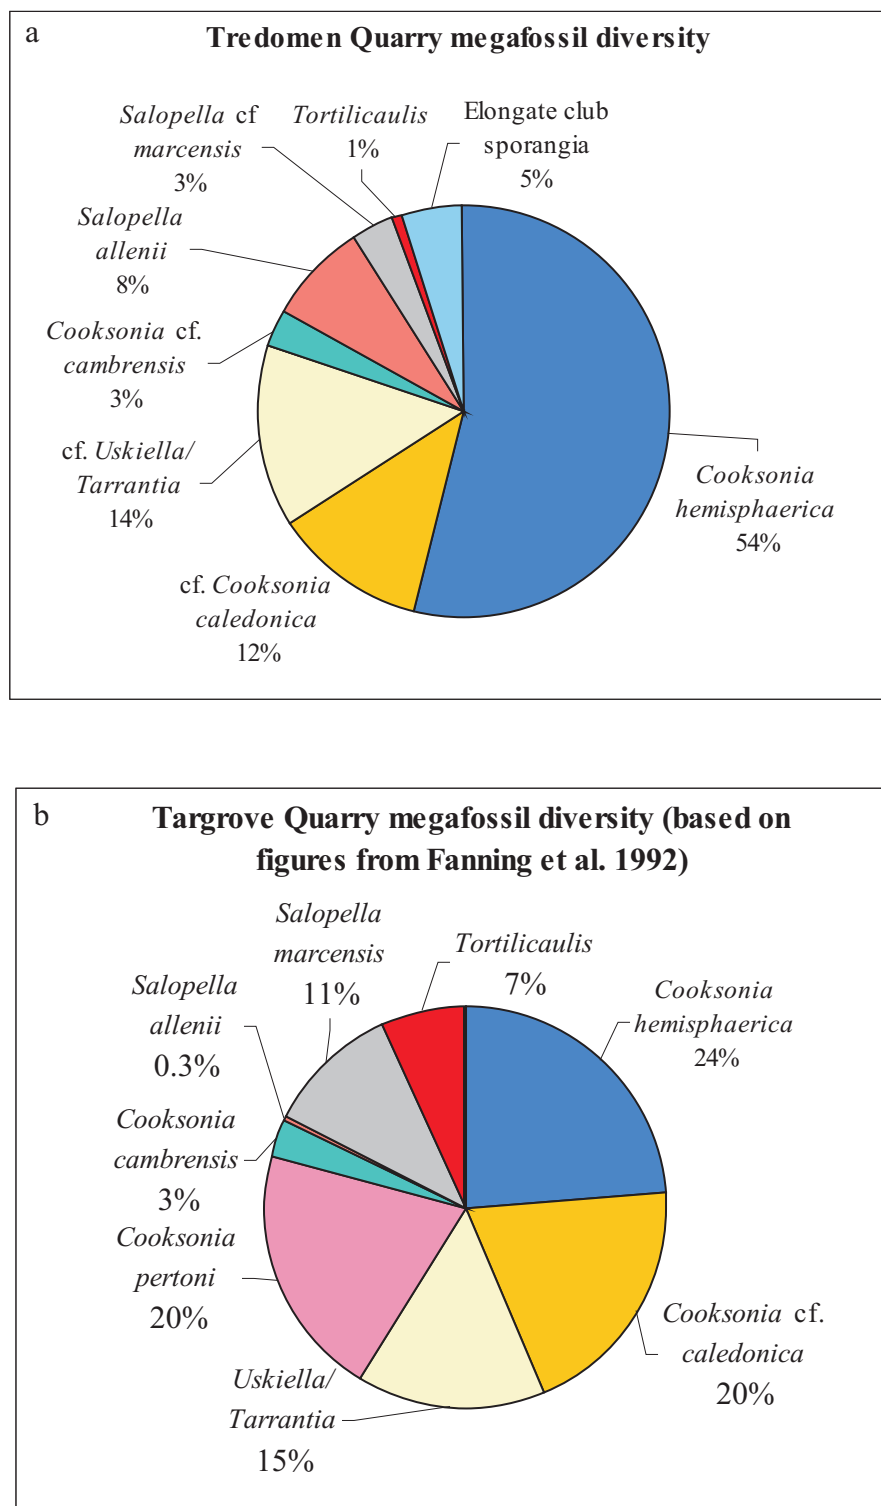 a
Tredomen Quarry megafossil diversity
Salopella cf
marcensis
3%
Tortilicaulis
1%
Elongate club
sporangia
5%
Salopella
allenii
8%
Cooksonia cf.
cambrensis
3%
cf. Uskiella/
Tarrantia
14%
Cooksonia
hemisphaerica
54%
cf. Cooksonia
caledonica
12%
b
Targrove Quarry megafossil diversity (based on
figures from Fanning et al. 1992)
Salopella
marcensis
11%
Tortilicaulis
7%
Salopella
allenii
0.3%
Cooksonia
hemisphaerica
24%
Cooksonia
cambrensis
3%
Cooksonia
pertoni
20%
Cooksonia cf.
caledonica
20%
Uskiella/
Tarrantia
15%